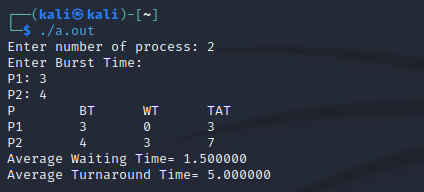 ┌──(kali㉿kali)-[~]
└─$ ./a.out
Enter number of process: 2
Enter Burst Time:
P1: 3
P2: 4
P BT WT TAT
P1 3 0 3
P2 4 3 7
Average Waiting Time= 1.500000
Average Turnaround Time= 5.000000